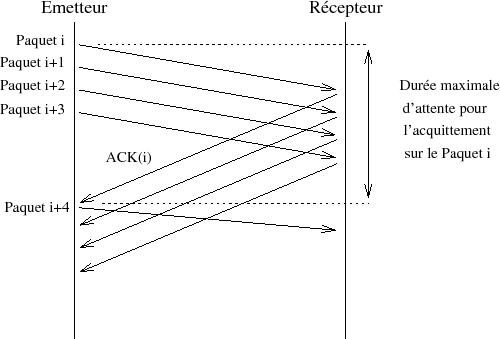 Emetteur
Récepteur
Paquet i
Paquet i+1
Paquet i+2
Paquet i+3
Durée maximale
d'attente pour
l'acquittement
sur le Paquet i
ACK(i)
Paquet i+4